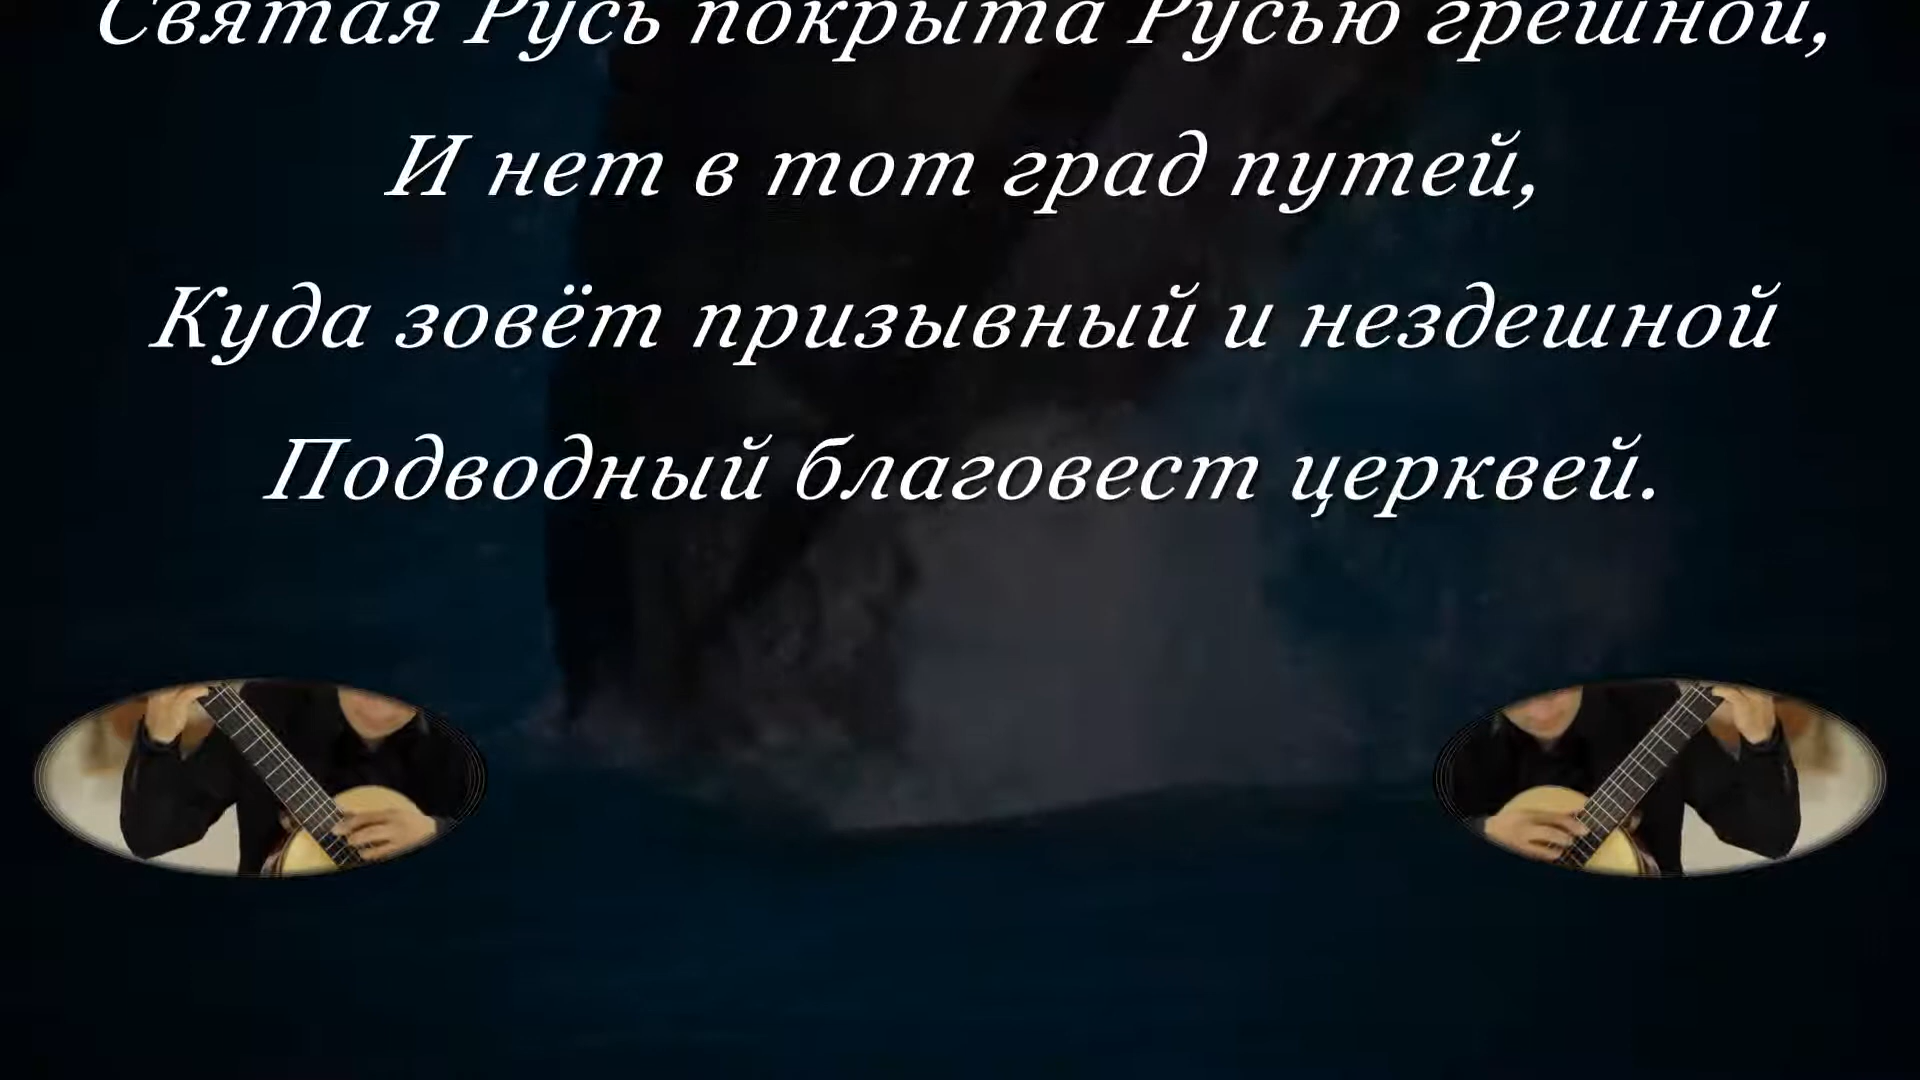 Святая Русь покрыта Русью грешной,
И нет в тот град путей,
Куда зовёт призывный и нездешной
Подводный благовест церквей.